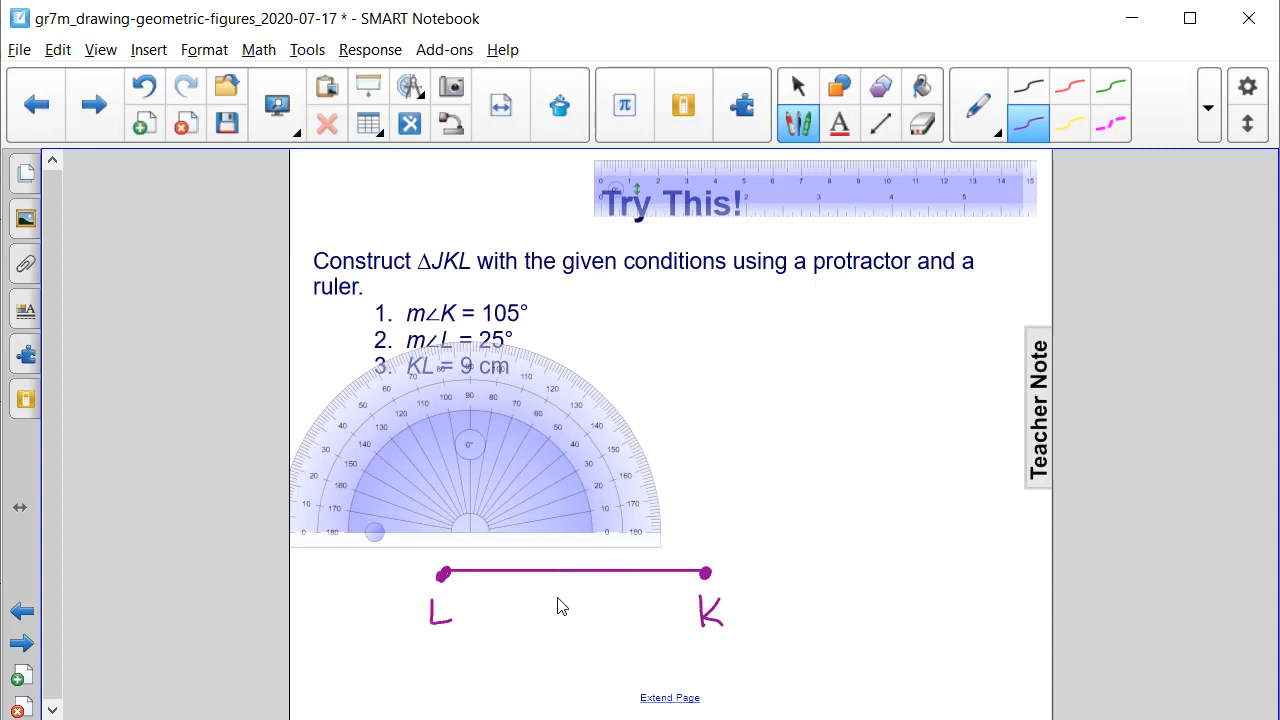 gr7m_drawing-geometric-figures_2020-07-17 * - SMART Notebook
File Edit View Insert Format Math Tools Response Add-ons Help
Try This!
Construct ΔJKL with the given conditions using a protractor and a
ruler.
1. m∠K = 105°
2. m∠L = 25°
3. KL = 9 cm
Teacher Note
L K
Extend Page